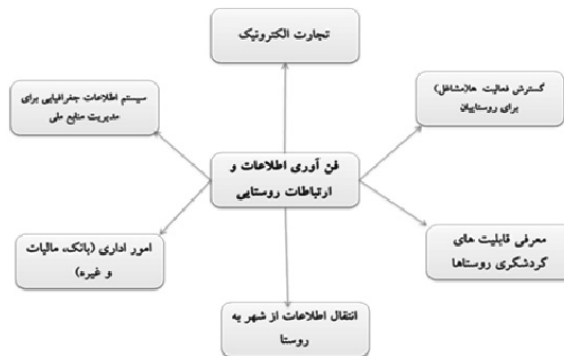 تجارت الکترونیک
گسترش فعالیت ها(مشاغل)
برای روستاییان
سیستم اطلاعات جغرافیایی برای
مدیریت منابع ملی
فن آوری اطلاعات و
ارتباطات روستایی
معرفی قابلیت های
گردشگری روستاها
امور اداری (بانک، مالیات
و غیره)
انتقال اطلاعات از شهر به
روستا